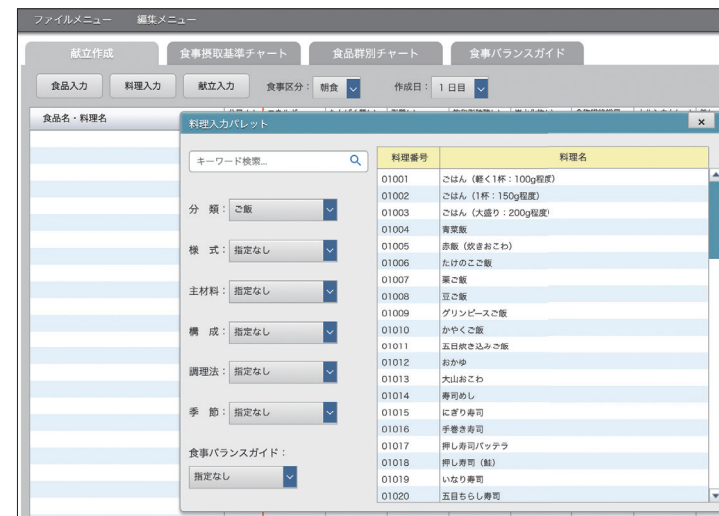 ファイルメニュー 編集メニュー
献立作成 食事摂取基準チャート 食品群別チャート 食事バランスガイド
食品入力 料理入力 献立入力 食事区分： 朝食 作成日： 1 日目
食品名・料理名
料理入力パレット ×
キーワード検索...
分 類： ご飯
様 式： 指定なし
主材料： 指定なし
構 成： 指定なし
調理法： 指定なし
季 節： 指定なし
食事バランスガイド：
指定なし
料理番号 料理名
01001 ごはん（軽く1杯：100g程度）
01002 ごはん（1杯：150g程度）
01003 ごはん（大盛り：200g程度）
01004 青菜飯
01005 赤飯（炊きおこわ）
01006 たけのこご飯
01007 栗ご飯
01008 豆ご飯
01009 グリンピースご飯
01010 かやくご飯
01011 五目炊き込みご飯
01012 おかゆ
01013 大山おこわ
01014 寿司めし
01015 にぎり寿司
01016 手巻き寿司
01017 押し寿司バッテラ
01018 押し寿司（鮭）
01019 いなり寿司
01020 五目ちらし寿司